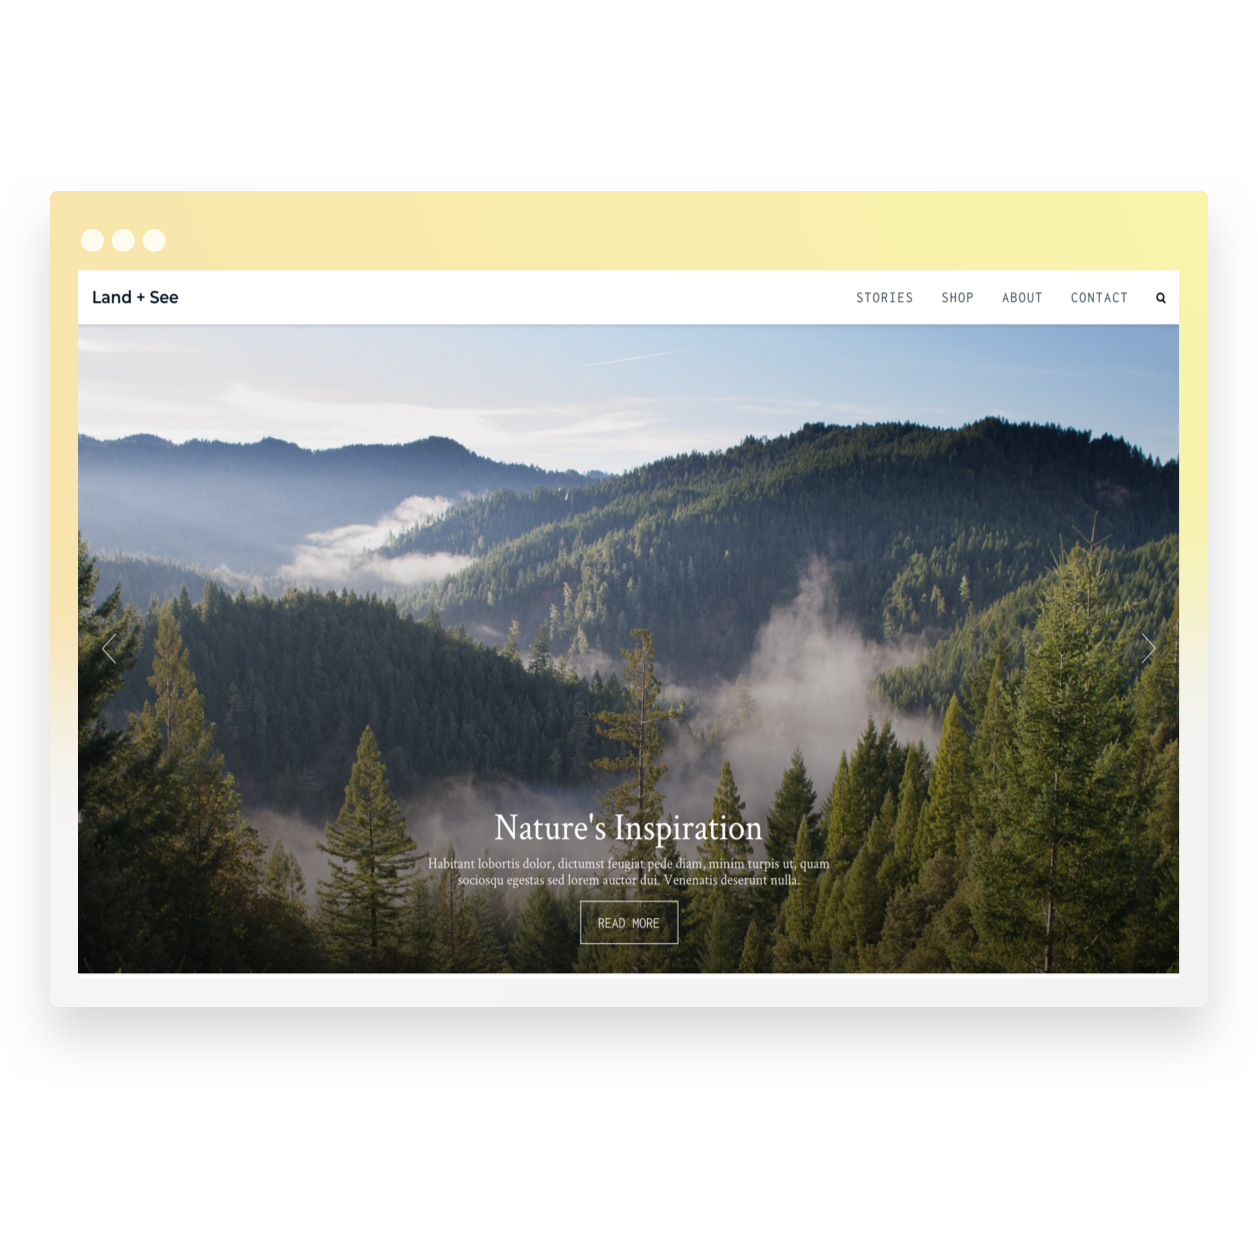 Land + See
STORIES
SHOP
ABOUT
CONTACT
Nature's Inspiration
Habitant lobortis dolor, dictumst feugiat pede diam, minim turpis ut, quam
sociosqu egestas sed lorem auctor dui. Venenatis deserunt nulla.
READ MORE